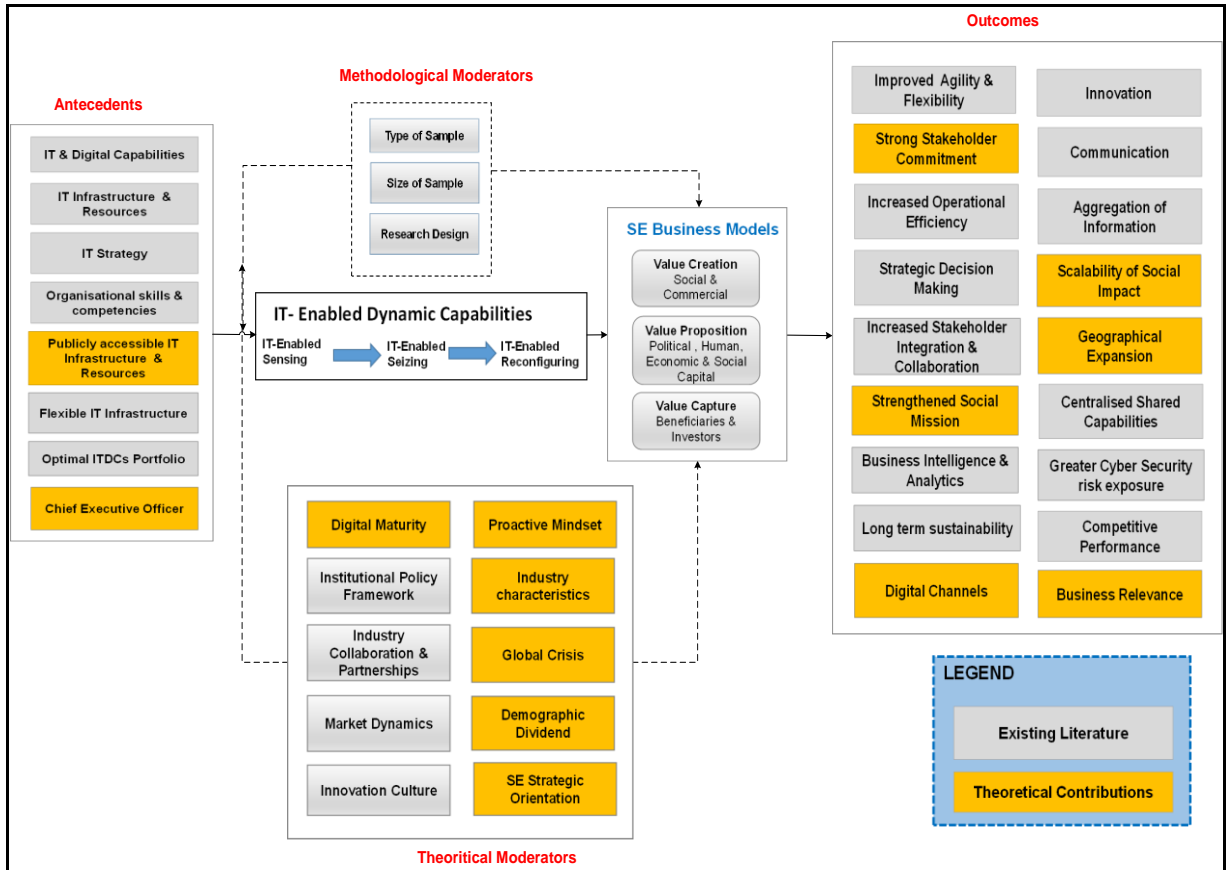 Antecedents
IT & Digital Capabilities
IT Infrastructure &
Resources
IT Strategy
Organisational skills &
competencies
Publicly accessible IT
Infrastructure &
Resources
Flexible IT Infrastructure
Optimal ITDCs Portfolio
Chief Executive Officer
Methodological Moderators
Type of Sample
Size of Sample
Research Design
IT- Enabled Dynamic Capabilities
IT-Enabled
Sensing
IT-Enabled
Seizing
IT-Enabled
Reconfiguring
Digital Maturity
Proactive Mindset
Institutional Policy
Framework
Industry
characteristics
Industry
Collaboration &
Partnerships
Global Crisis
Market Dynamics
Demographic
Dividend
Innovation Culture
SE Strategic
Orientation
Theoritical Moderators
SE Business Models
Value Creation
Social &
Commercial
Value Proposition
Political , Human,
Economic & Social
Capital
Value Capture
Beneficiaries &
Investors
Outcomes
Improved Agility &
Flexibility
Innovation
Strong Stakeholder
Commitment
Communication
Increased Operational
Efficiency
Aggregation of
Information
Strategic Decision
Making
Scalability of Social
Impact
Increased Stakeholder
Integration &
Collaboration
Geographical
Expansion
Strengthened Social
Mission
Centralised Shared
Capabilities
Business Intelligence &
Analytics
Greater Cyber Security
risk exposure
Long term sustainability
Competitive
Performance
Digital Channels
Business Relevance
LEGEND
Existing Literature
Theoretical Contributions